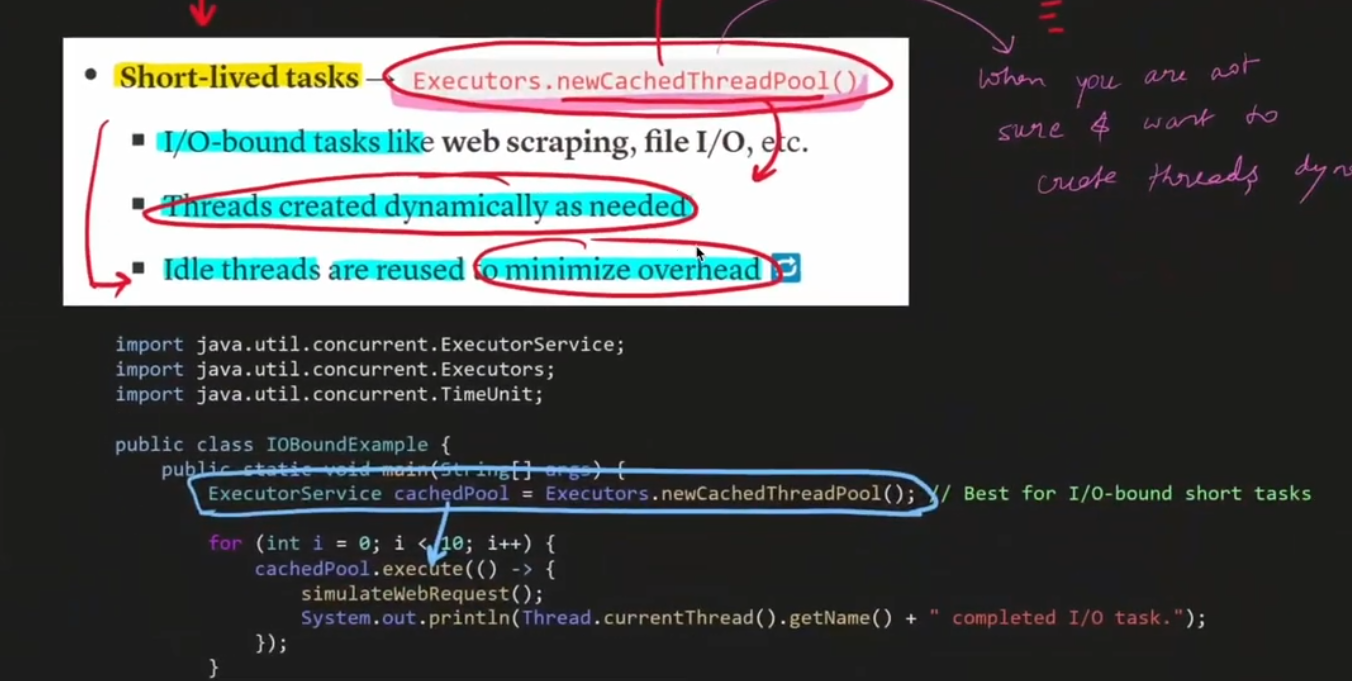 • Short-lived tasks → Executors.newCachedThreadPool()
▪ I/O-bound tasks like web scraping, file I/O, etc.
▪ Threads created dynamically as needed
▪ Idle threads are reused to minimize overhead
When you are not
sure & want to
create threads
import java.util.concurrent.ExecutorService;
import java.util.concurrent.Executors;
import java.util.concurrent.TimeUnit;
public class IOBoundExample {
public static void main(String[] args) {
ExecutorService cachedPool = Executors.newCachedThreadPool(); // Best for I/O-bound short tasks
for (int i = 0; i < 10; i++) {
cachedPool.execute(() -> {
simulateWebRequest();
System.out.println(Thread.currentThread().getName() + " completed I/O task.");
});
}